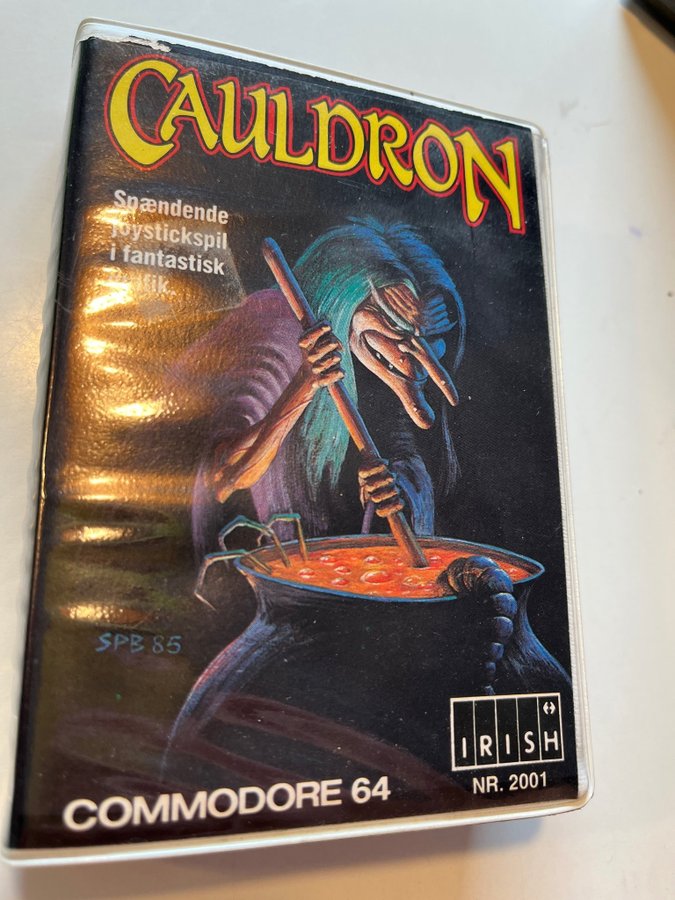 CAULDRON
Spændende
joystickspil
i fantastisk
SPB 85
IRISH
NR. 2001
COMMODORE 64